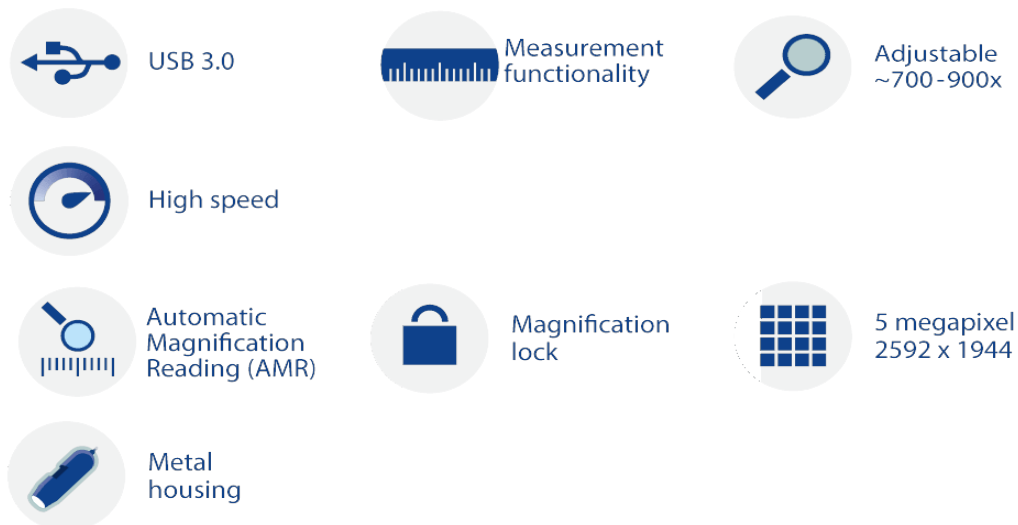 USB 3.0
Measurement
functionality
Adjustable
~700-900x
High speed
Automatic
Magnification
Reading (AMR)
Magnification
lock
5 megapixel
2592 x 1944
Metal
housing